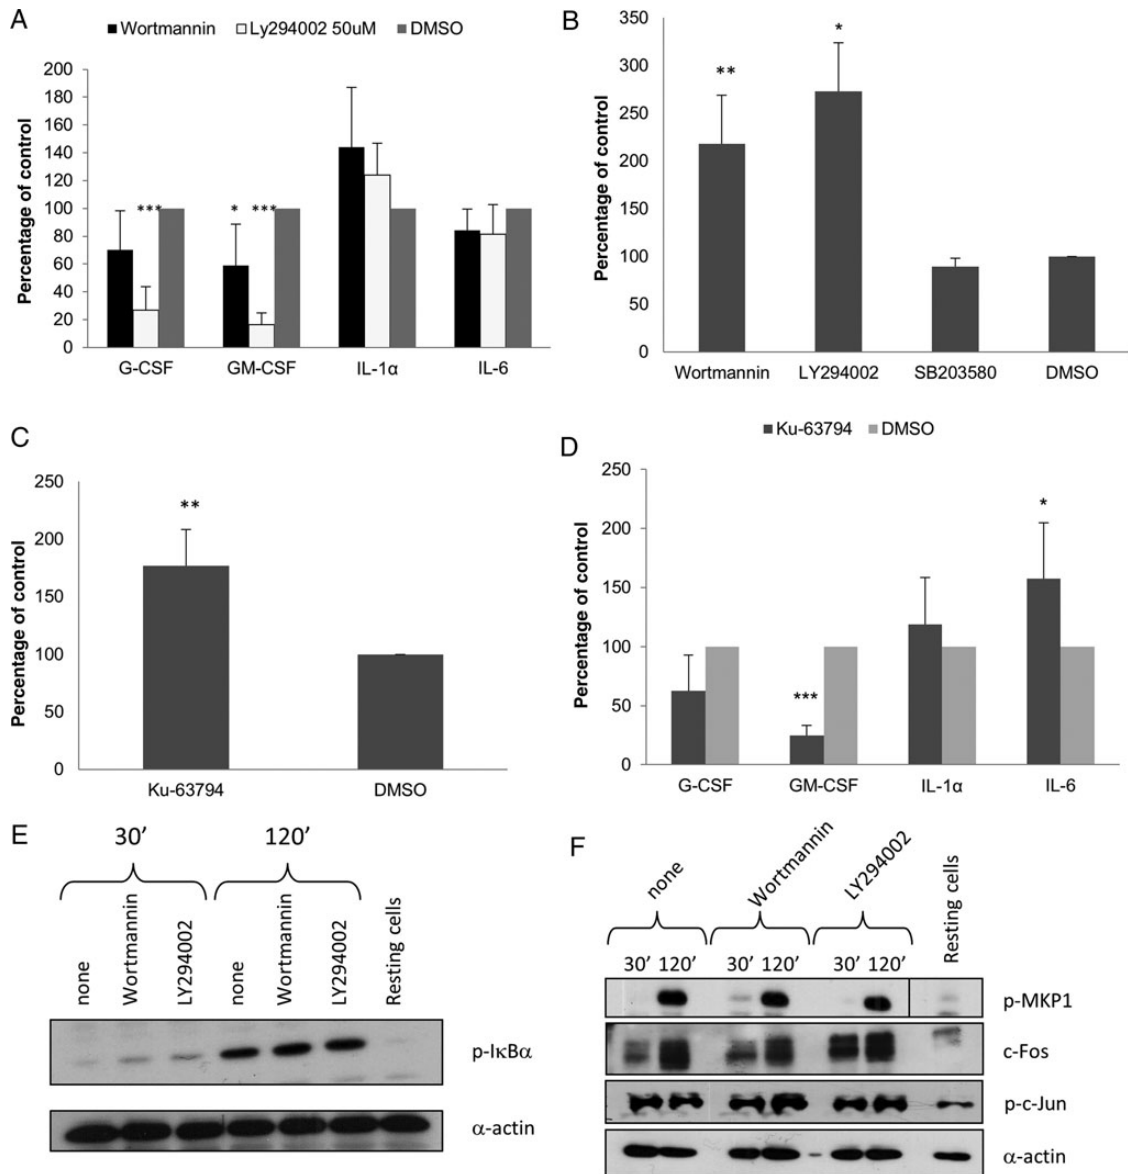 A
■ Wortmannin □ Ly294002 50uM ■ DMSO
Percentage of control
200
180
160
140
120
100
80
60
40
20
0
***
*
***
G-CSF GM-CSF IL-1α IL-6
B
Percentage of control
350
300
250
200
150
100
50
0
**
*
Wortmannin LY294002 SB203580 DMSO
C
Percentage of control
250
200
150
100
50
0
**
Ku-63794 DMSO
D
■ Ku-63794 ■ DMSO
Percentage of control
250
200
150
100
50
0
***
*
G-CSF GM-CSF IL-1α IL-6
E
30’ 120’
none
Wortmannin
LY294002
none
Wortmannin
LY294002
Resting cells
p-IκBα
α-actin
F
none
Wortmannin
LY294002
Resting cells
30’ 120’ 30’ 120’ 30’ 120’
p-MKP1
c-Fos
p-c-Jun
α-actin